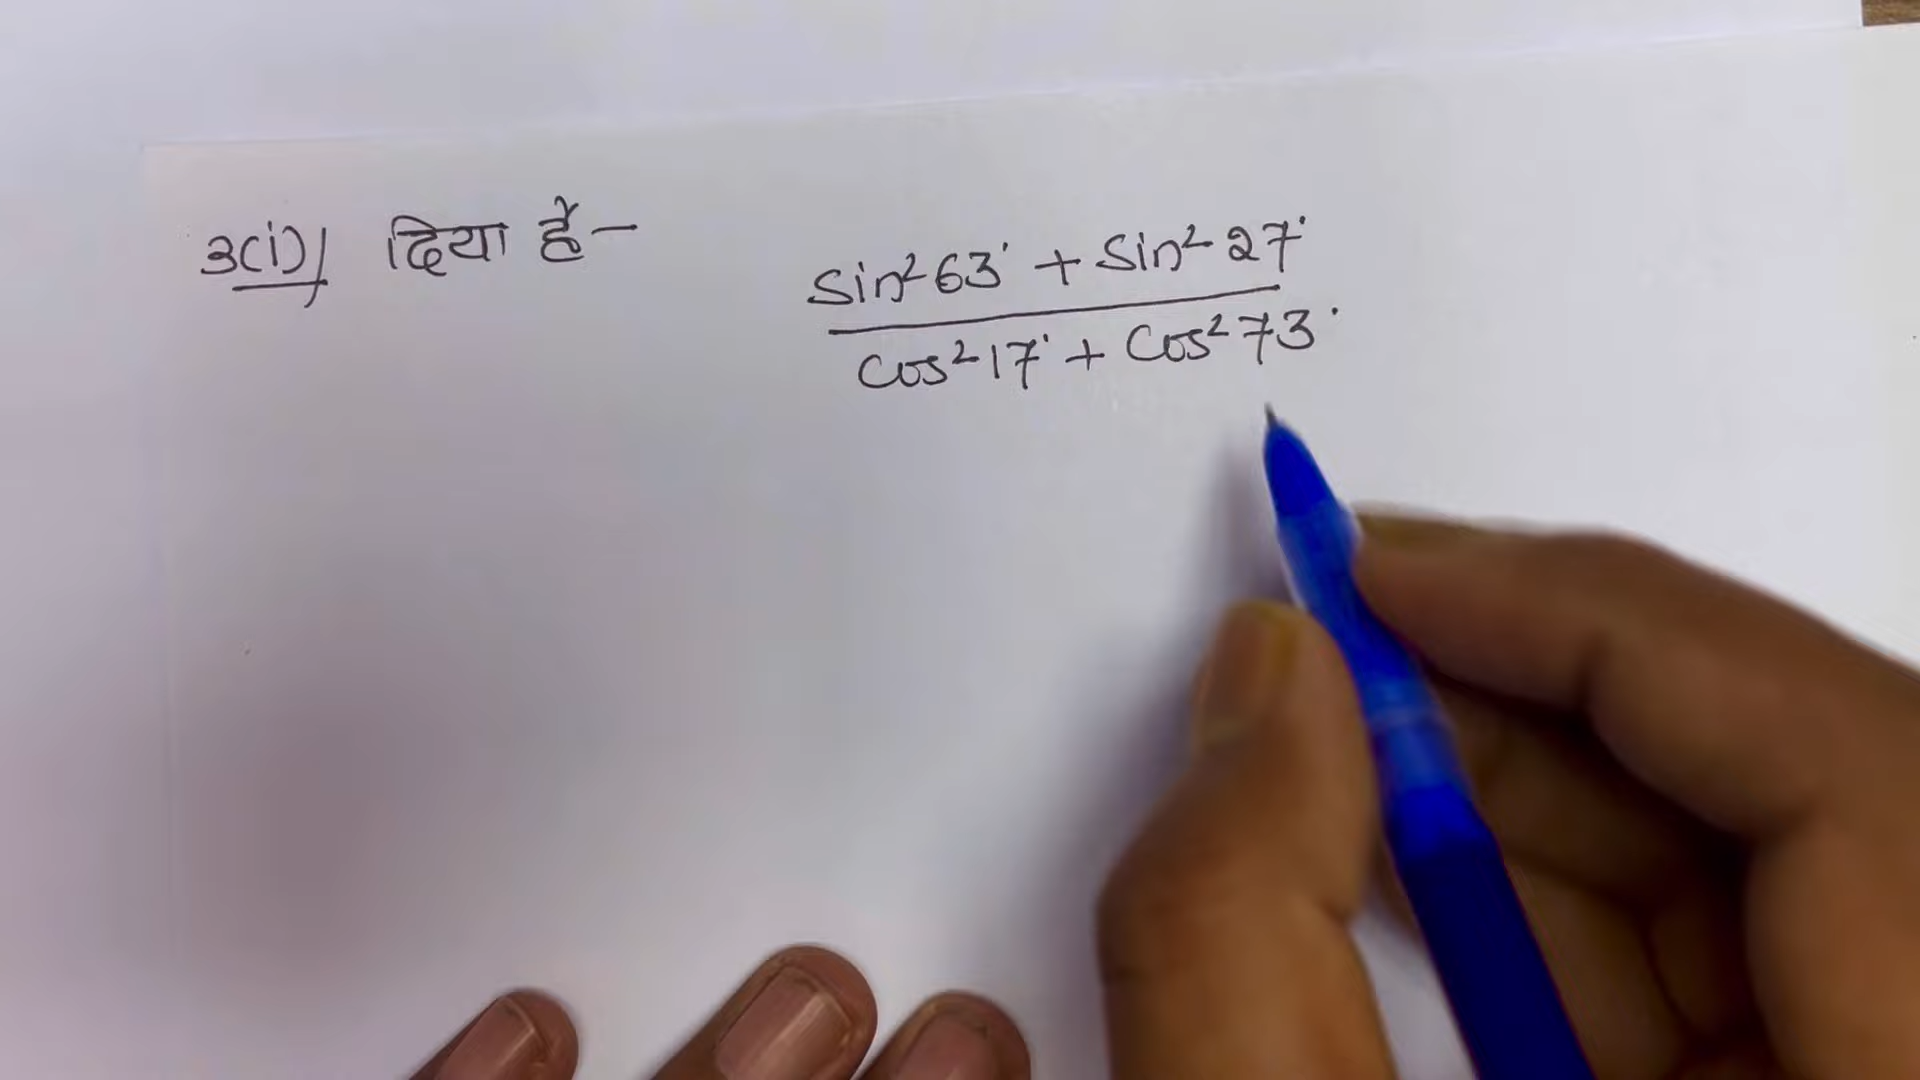 3(i)/ दिया है-
Sin²63° + Sin²27°
Cos²17° + Cos²73°